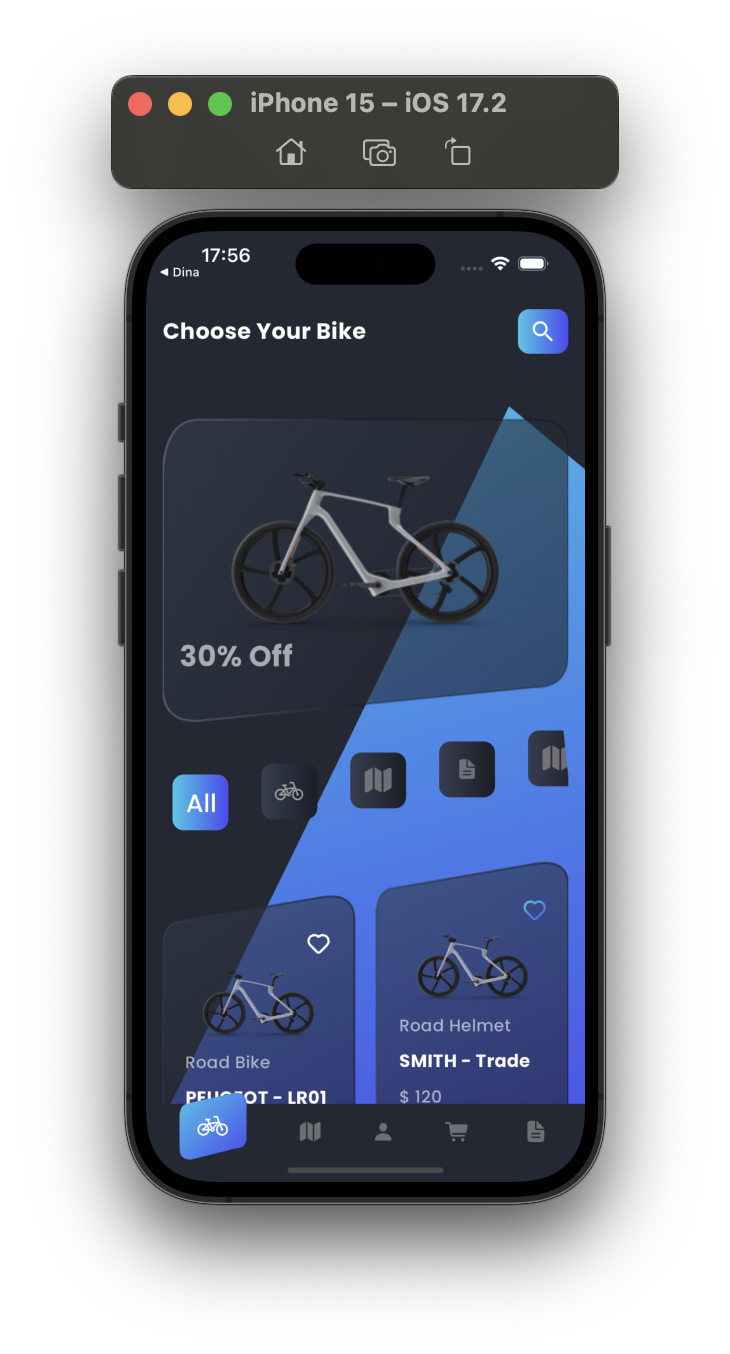 iPhone 15 – iOS 17.2
17:56
◀ Dina
Choose Your Bike
30% Off
All
Road Helmet
SMITH - Trade
$ 120
Road Bike
PEUGEOT - LR01